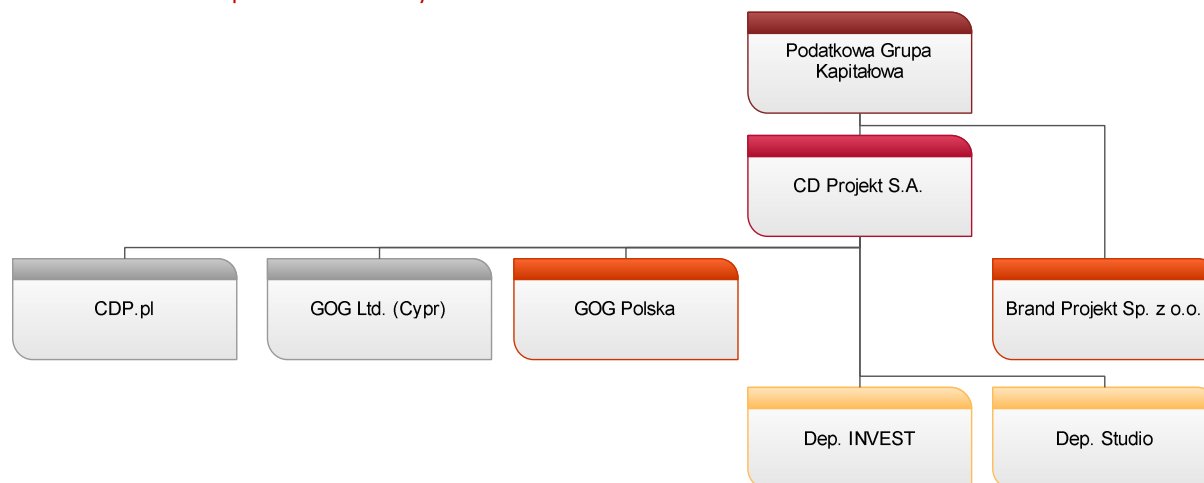 Podatkowa Grupa
Kapitałowa
CD Projekt S.A.
CDP.pl
GOG Ltd. (Cypr)
GOG Polska
Brand Projekt Sp. z o.o.
Dep. INVEST
Dep. Studio